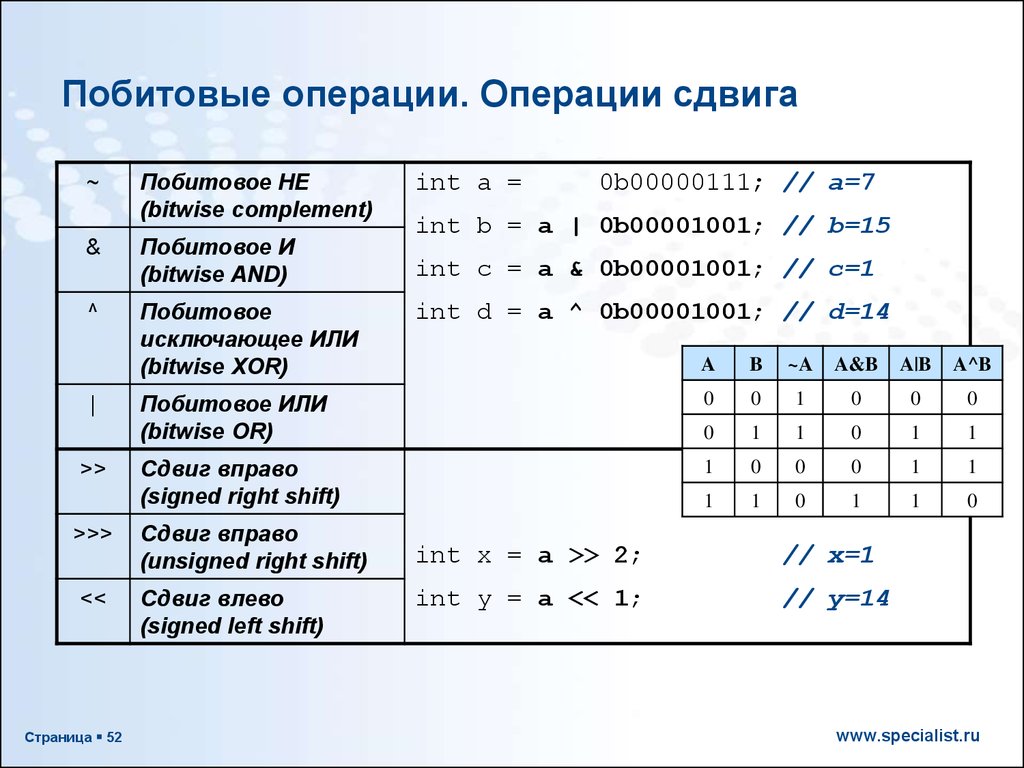 Побитовые операции. Операции сдвига
~ Побитовое НЕ
(bitwise complement)
& Побитовое И
(bitwise AND)
^ Побитовое
исключающее ИЛИ
(bitwise XOR)
| Побитовое ИЛИ
(bitwise OR)
>> Сдвиг вправо
(signed right shift)
>>> Сдвиг вправо
(unsigned right shift)
<< Сдвиг влево
(signed left shift)
int a = 0b00000111; // a=7
int b = a | 0b00001001; // b=15
int c = a & 0b00001001; // c=1
int d = a ^ 0b00001001; // d=14
A B ~A A&B A|B A^B
0 0 1 0 0 0
0 1 1 0 1 1
1 0 0 0 1 1
1 1 0 1 1 0
int x = a >> 2; // x=1
int y = a << 1; // y=14
Страница ▪ 52
www.specialist.ru